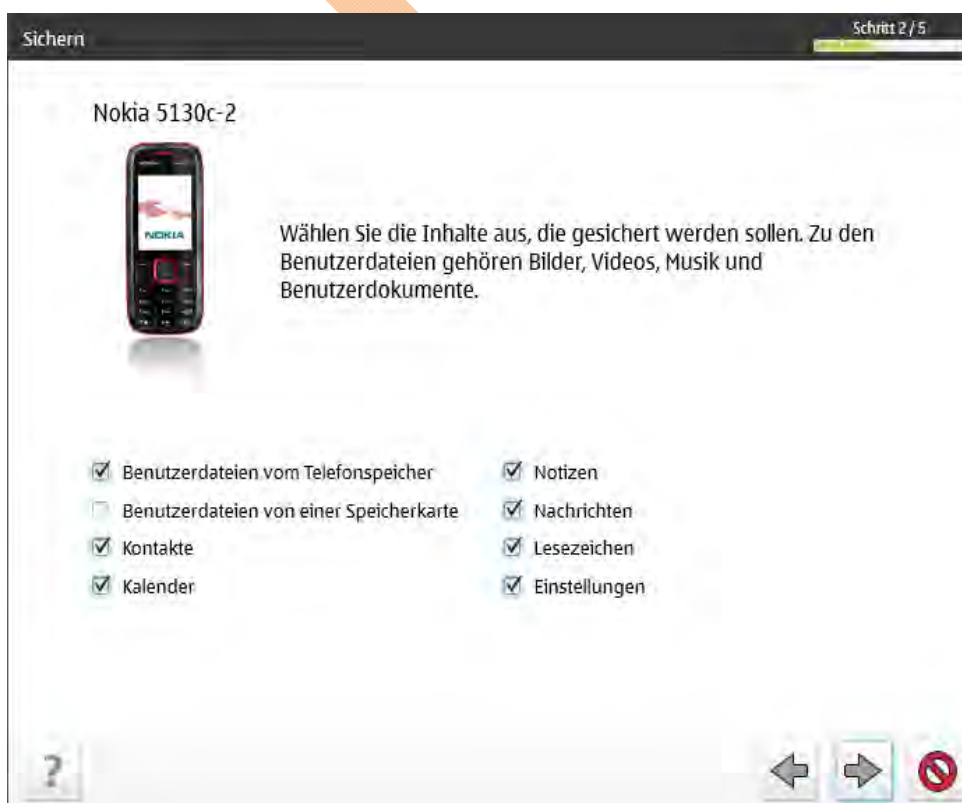 Sichern
Schritt 2 / 5
Nokia 5130c-2
NOKIA
Wählen Sie die Inhalte aus, die gesichert werden sollen. Zu den
Benutzerdateien gehören Bilder, Videos, Musik und
Benutzerdokumente.
Benutzerdateien vom Telefonspeicher
Notizen
Benutzerdateien von einer Speicherkarte
Nachrichten
Kontakte
Lesezeichen
Kalender
Einstellungen
?